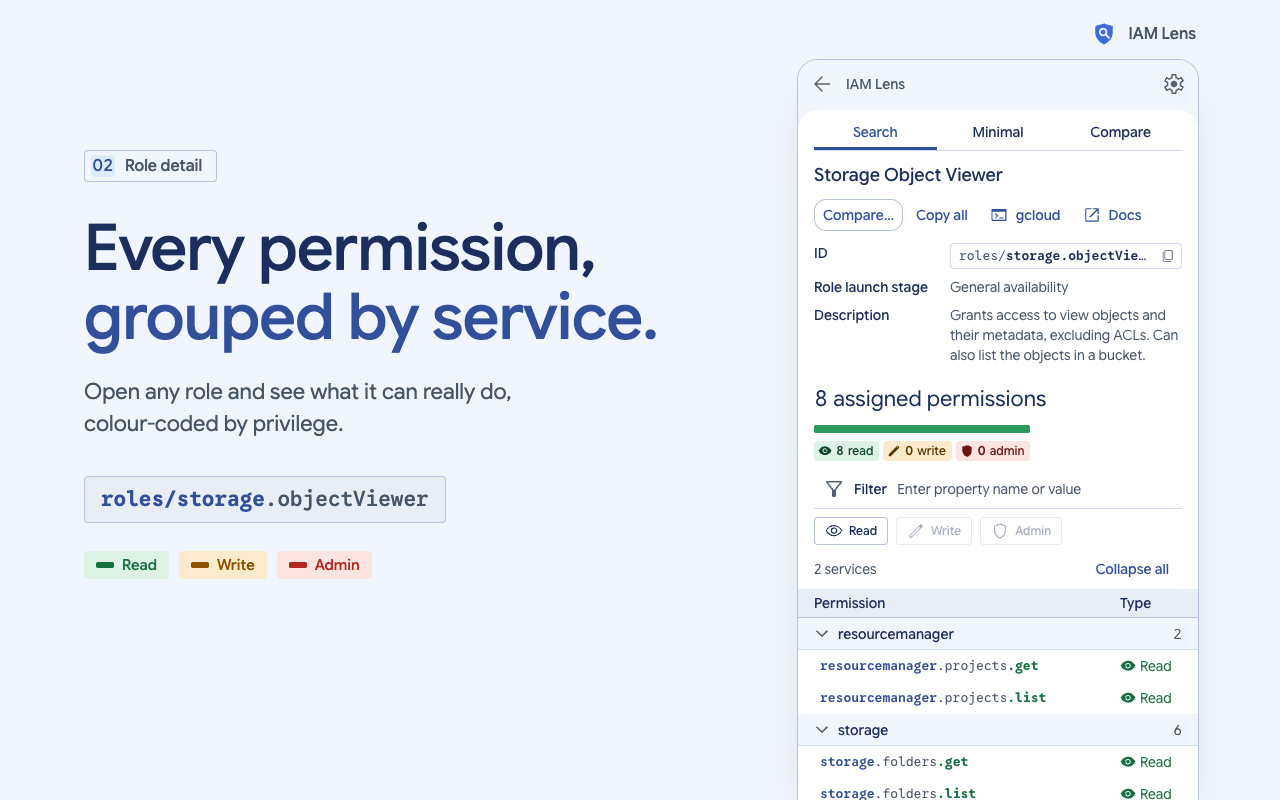 IAM Lens
02 Role detail
Every permission,
grouped by service.
Open any role and see what it can really do,
colour-coded by privilege.
roles/storage.objectViewer
Read Write Admin
IAM Lens
Search Minimal Compare
Storage Object Viewer
Compare... Copy all gcloud Docs
ID roles/storage.objectVie…
Role launch stage General availability
Description Grants access to view objects and
their metadata, excluding ACLs. Can
also list the objects in a bucket.
8 assigned permissions
8 read 0 write 0 admin
Filter Enter property name or value
Read Write Admin
2 services Collapse all
Permission Type
resourcemanager 2
resourcemanager.projects.get Read
resourcemanager.projects.list Read
storage 6
storage.folders.get Read
storage.folders.list Read